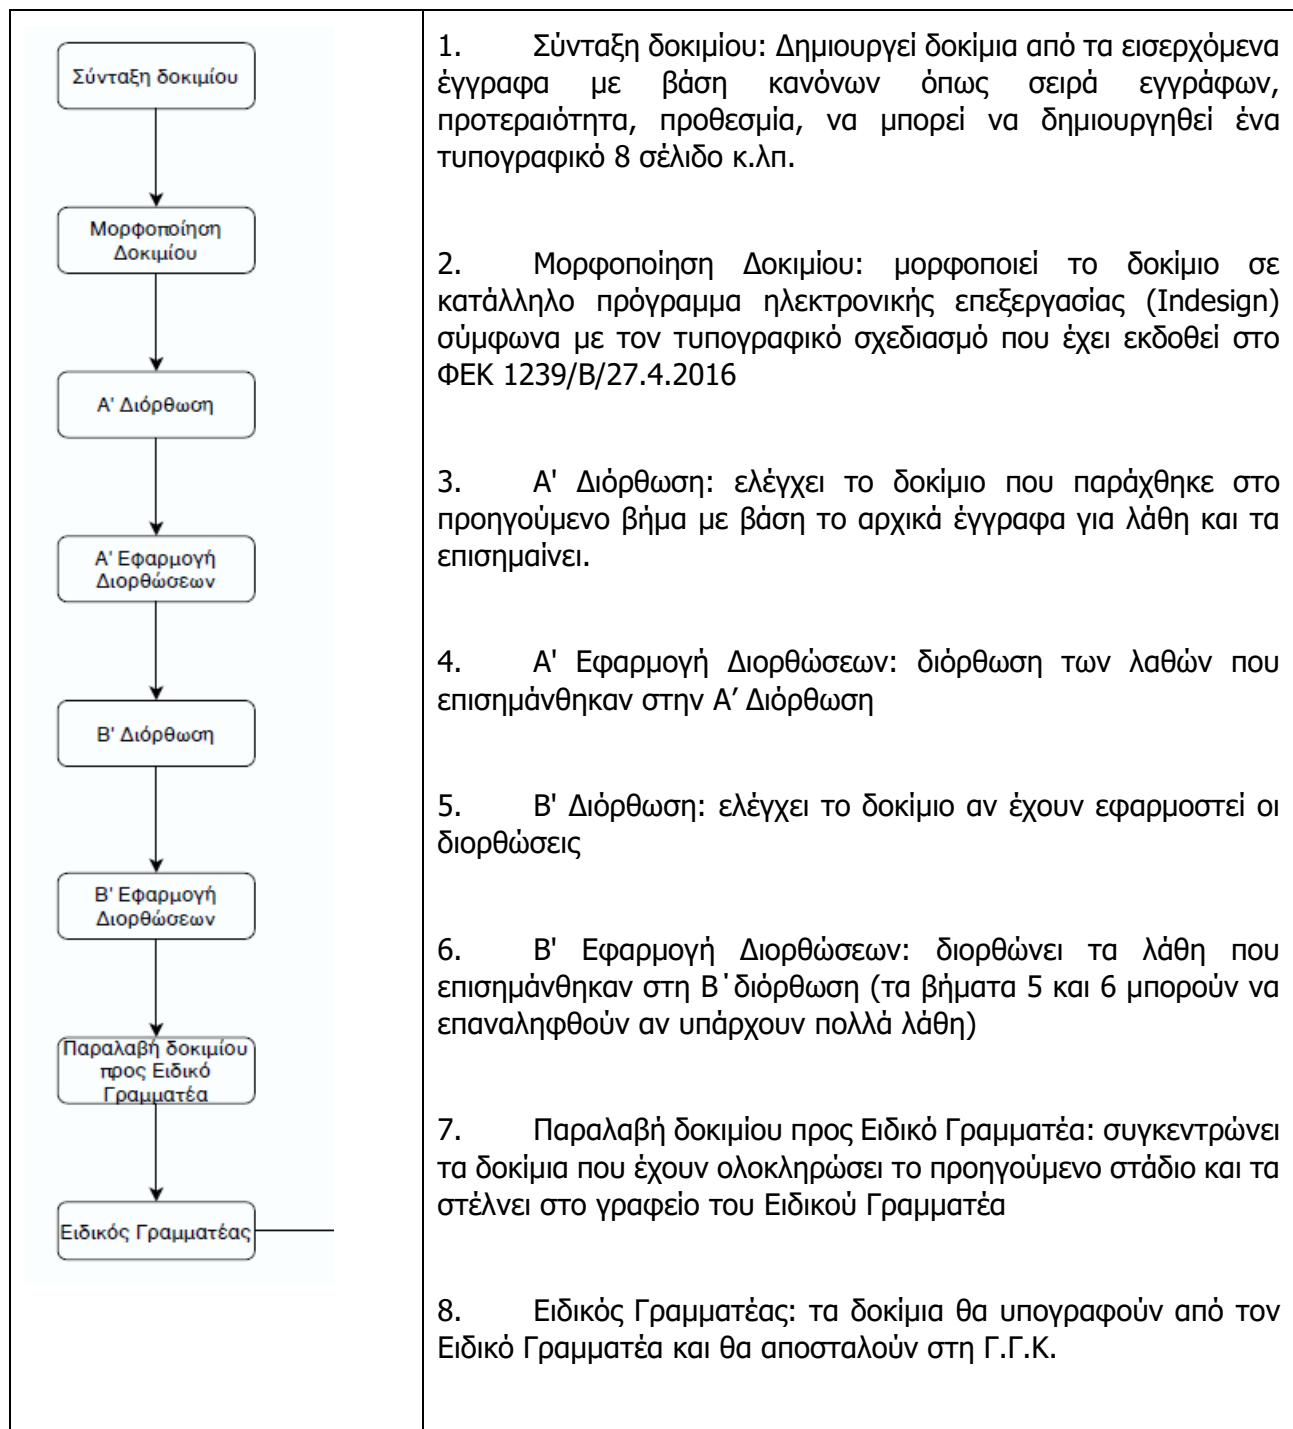 Σύνταξη δοκιμίου
Μορφοποίηση
Δοκιμίου
Α' Διόρθωση
Α' Εφαρμογή
Διορθώσεων
Β' Διόρθωση
Β' Εφαρμογή
Διορθώσεων
Παραλαβή δοκιμίου
προς Ειδικό
Γραμματέα
Ειδικός Γραμματέας
1. Σύνταξη δοκιμίου: Δημιουργεί δοκίμια από τα εισερχόμενα
έγγραφα με βάση κανόνων όπως σειρά εγγράφων,
προτεραιότητα, προθεσμία, να μπορεί να δημιουργηθεί ένα
τυπογραφικό 8 σέλιδο κ.λπ.
2. Μορφοποίηση Δοκιμίου: μορφοποιεί το δοκίμιο σε
κατάλληλο πρόγραμμα ηλεκτρονικής επεξεργασίας (Indesign)
σύμφωνα με τον τυπογραφικό σχεδιασμό που έχει εκδοθεί στο
ΦΕΚ 1239/Β/27.4.2016
3. Α' Διόρθωση: ελέγχει το δοκίμιο που παράχθηκε στο
προηγούμενο βήμα με βάση το αρχικά έγγραφα για λάθη και τα
επισημαίνει.
4. Α' Εφαρμογή Διορθώσεων: διόρθωση των λαθών που
επισημάνθηκαν στην Α’ Διόρθωση
5. Β' Διόρθωση: ελέγχει το δοκίμιο αν έχουν εφαρμοστεί οι
διορθώσεις
6. Β' Εφαρμογή Διορθώσεων: διορθώνει τα λάθη που
επισημάνθηκαν στη Β΄διόρθωση (τα βήματα 5 και 6 μπορούν να
επαναληφθούν αν υπάρχουν πολλά λάθη)
7. Παραλαβή δοκιμίου προς Ειδικό Γραμματέα: συγκεντρώνει
τα δοκίμια που έχουν ολοκληρώσει το προηγούμενο στάδιο και τα
στέλνει στο γραφείο του Ειδικού Γραμματέα
8. Ειδικός Γραμματέας: τα δοκίμια θα υπογραφούν από τον
Ειδικό Γραμματέα και θα αποσταλούν στη Γ.Γ.Κ.